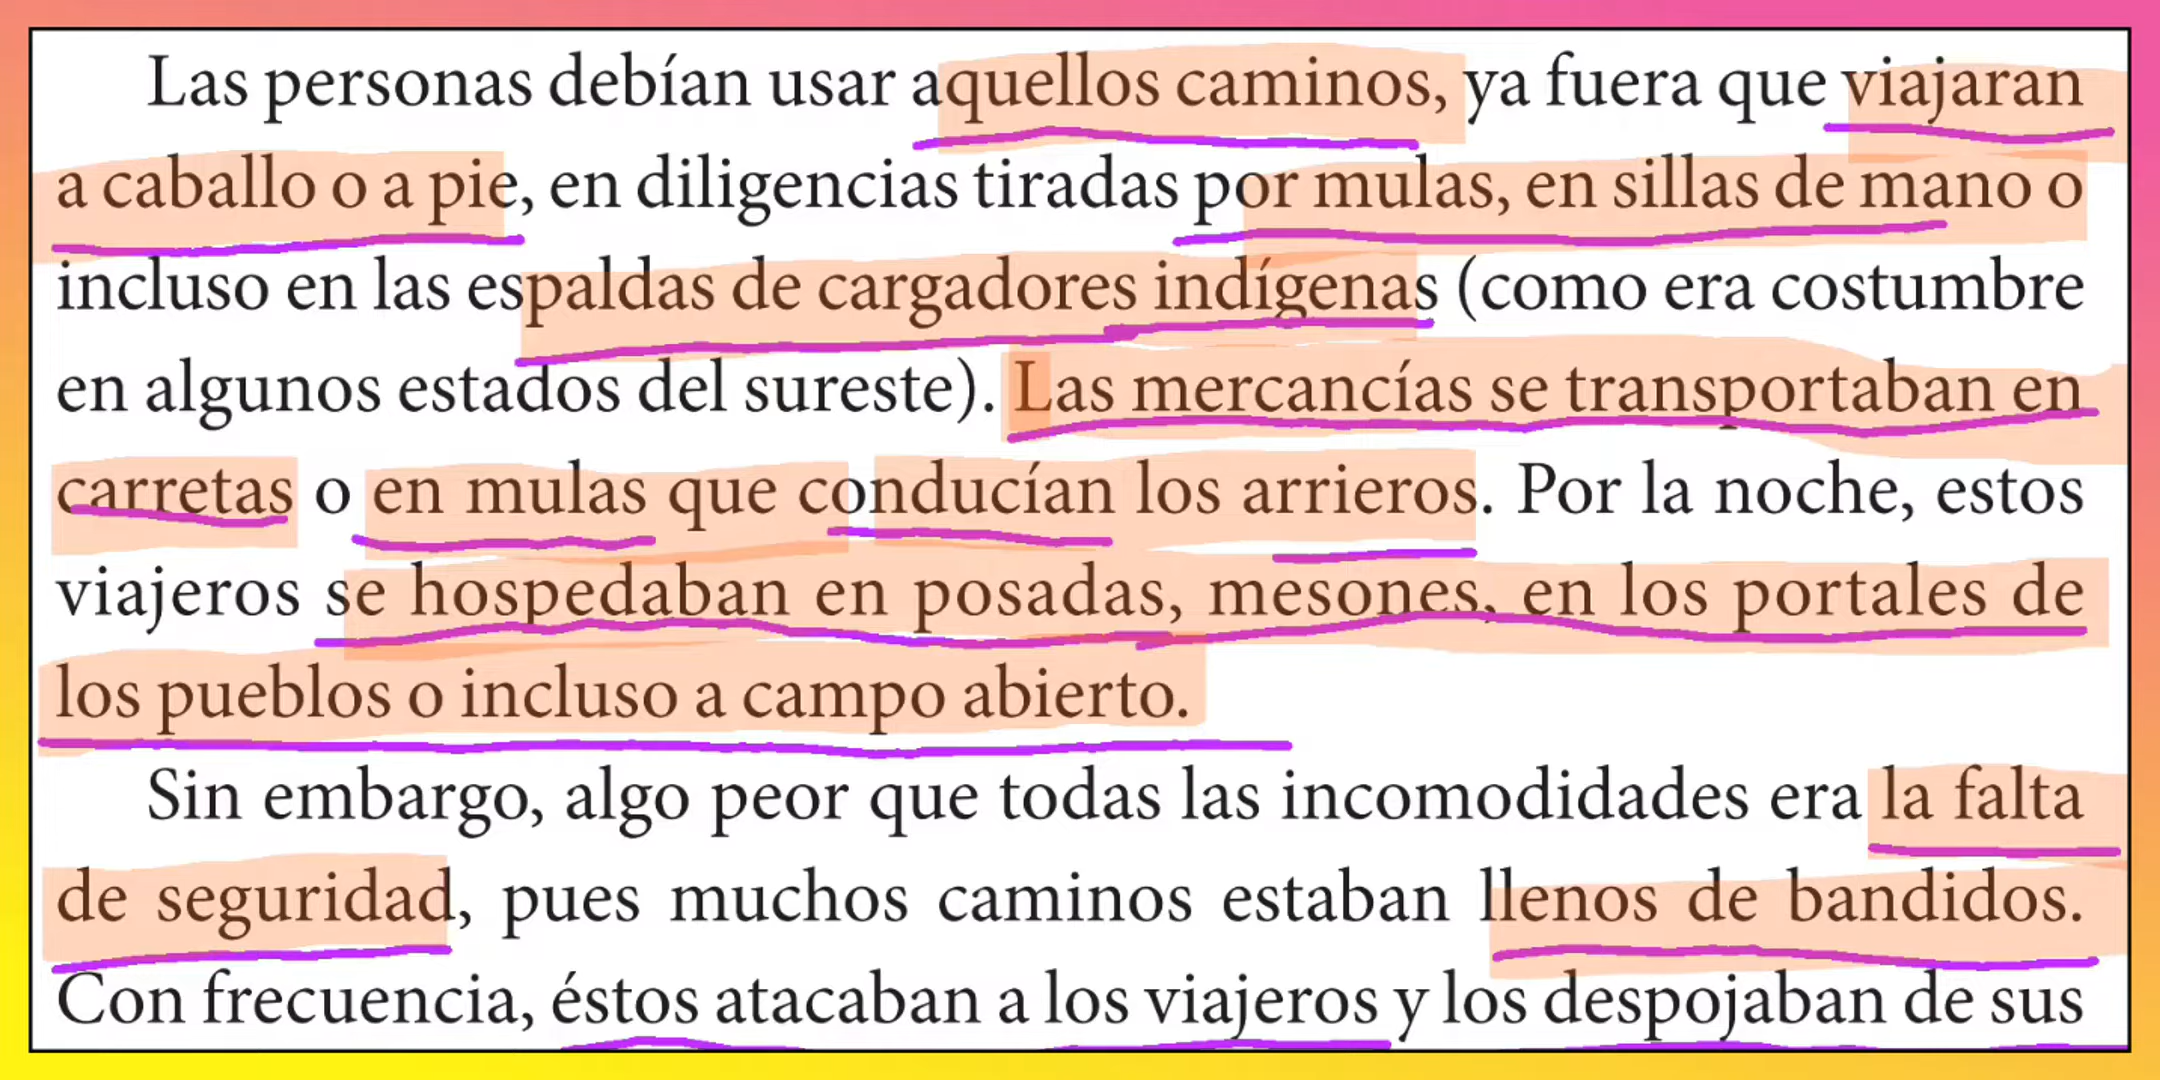 Las personas debían usar aquellos caminos, ya fuera que viajaran
a caballo o a pie, en diligencias tiradas por mulas, en sillas de mano o
incluso en las espaldas de cargadores indígenas (como era costumbre
en algunos estados del sureste). Las mercancías se transportaban en
carretas o en mulas que conducían los arrieros. Por la noche, estos
viajeros se hospedaban en posadas, mesones, en los portales de
los pueblos o incluso a campo abierto.
Sin embargo, algo peor que todas las incomodidades era la falta
de seguridad, pues muchos caminos estaban llenos de bandidos.
Con frecuencia, éstos atacaban a los viajeros y los despojaban de sus